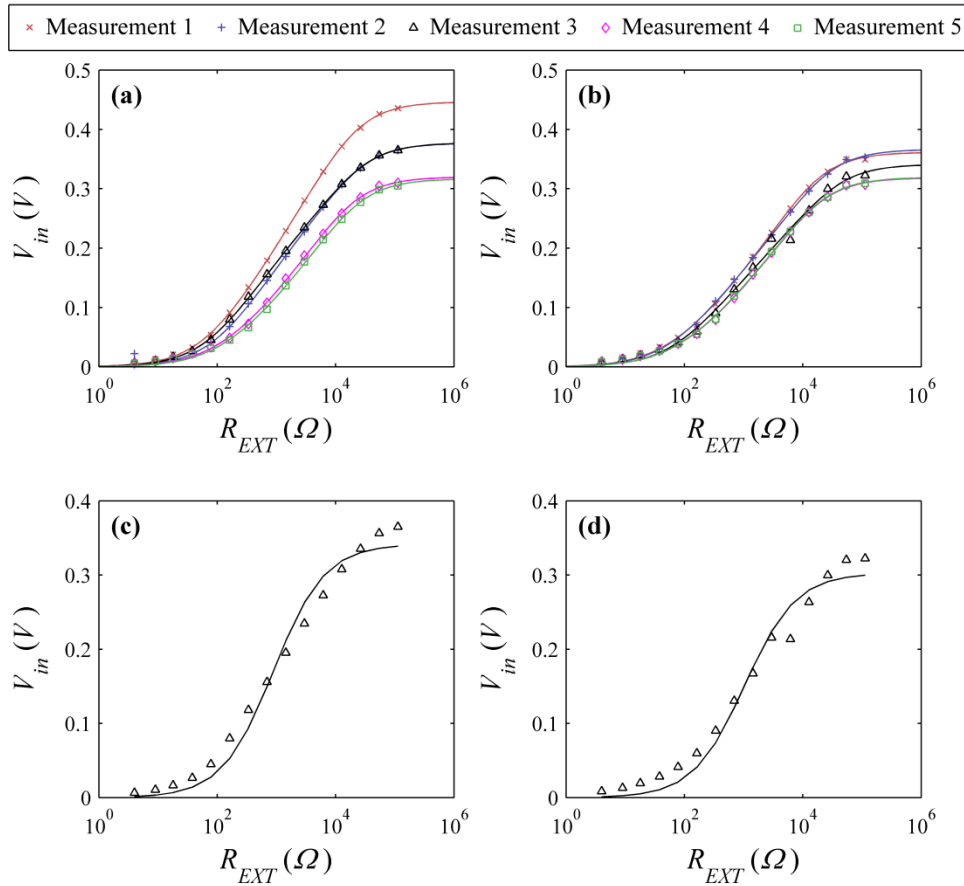 Measurement 1 Measurement 2 Measurement 3 Measurement 4 Measurement 5
(a)
0.5
0.4
0.3
0.2
0.1
0
V_in (V)
10^0 10^2 10^4 10^6
R_EXT (Ω)
(b)
0.5
0.4
0.3
0.2
0.1
0
V_in (V)
10^0 10^2 10^4 10^6
R_EXT (Ω)
(c)
0.4
0.3
0.2
0.1
0
V_in (V)
10^0 10^2 10^4 10^6
R_EXT (Ω)
(d)
0.4
0.3
0.2
0.1
0
V_in (V)
10^0 10^2 10^4 10^6
R_EXT (Ω)